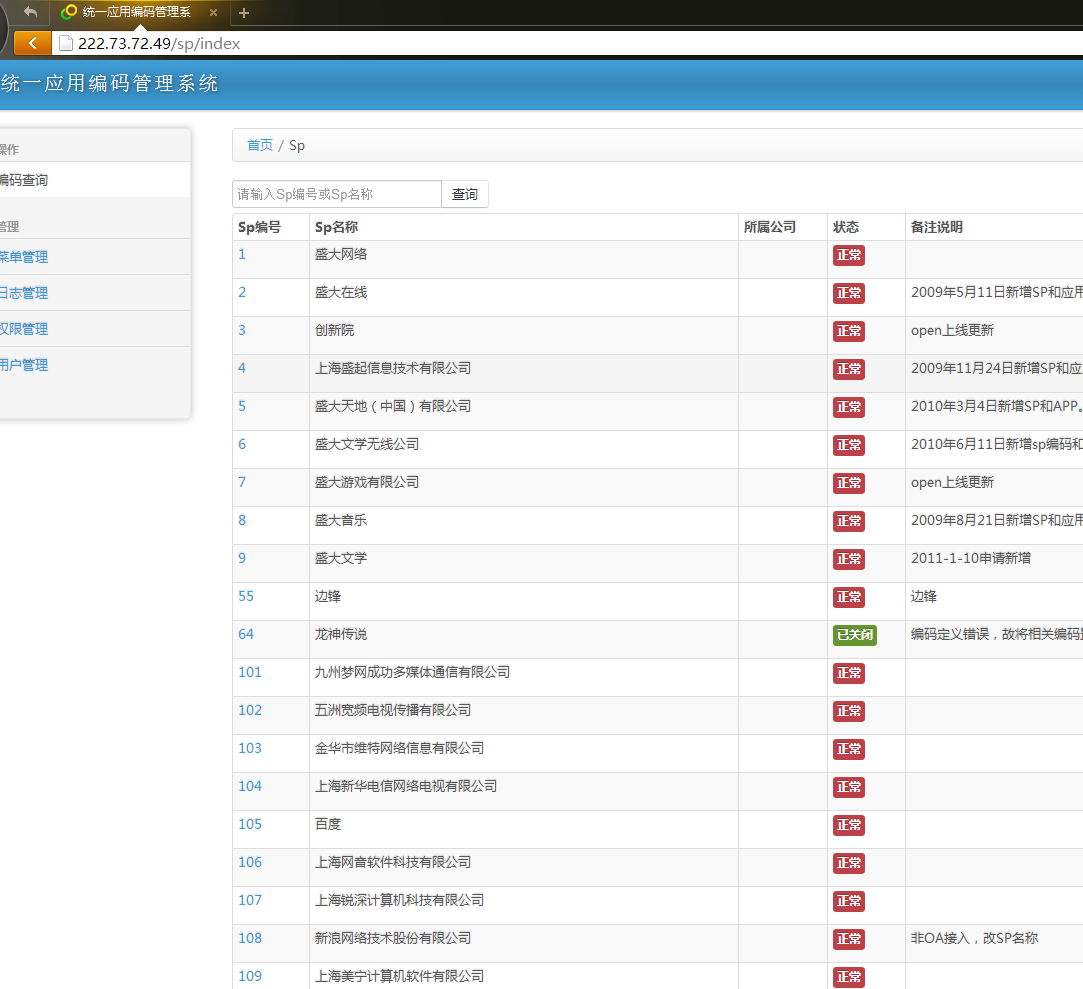 统一应用编码管理系
222.73.72.49/sp/index
统一应用编码管理系统
操作
编码查询
管理
菜单管理
日志管理
权限管理
用户管理
首页 / Sp
请输入Sp编号或Sp名称 查询
Sp编号 Sp名称 所属公司 状态 备注说明
1 盛大网络 正常
2 盛大在线 正常 2009年5月11日新增SP和应用
3 创新院 正常 open上线更新
4 上海盛起信息技术有限公司 正常 2009年11月24日新增SP和应
5 盛大天地（中国）有限公司 正常 2010年3月4日新增SP和APP。
6 盛大文学无线公司 正常 2010年6月11日新增sp编码和
7 盛大游戏有限公司 正常 open上线更新
8 盛大音乐 正常 2009年8月21日新增SP和应用
9 盛大文学 正常 2011-1-10申请新增
55 边锋 正常 边锋
64 龙神传说 已关闭 编码定义错误，故将相关编码
101 九州梦网成功多媒体通信有限公司 正常
102 五洲宽频电视传播有限公司 正常
103 金华市维特网络信息有限公司 正常
104 上海新华电信网络电视有限公司 正常
105 百度 正常
106 上海网音软件科技有限公司 正常
107 上海锐深计算机科技有限公司 正常
108 新浪网络技术股份有限公司 正常 非OA接入，改SP名称
109 上海美宁计算机软件有限公司 正常